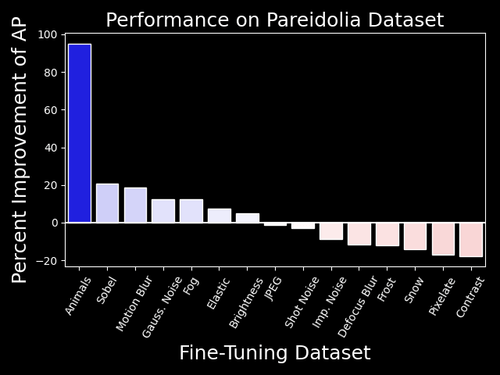 Performance on Pareidolia Dataset
Percent Improvement of AP
100
80
60
40
20
0
−20
Animals
Sobel
Motion Blur
Gauss. Noise
Fog
Elastic
Brightness
JPEG
Shot Noise
Imp. Noise
Defocus Blur
Frost
Snow
Pixelate
Contrast
Fine-Tuning Dataset